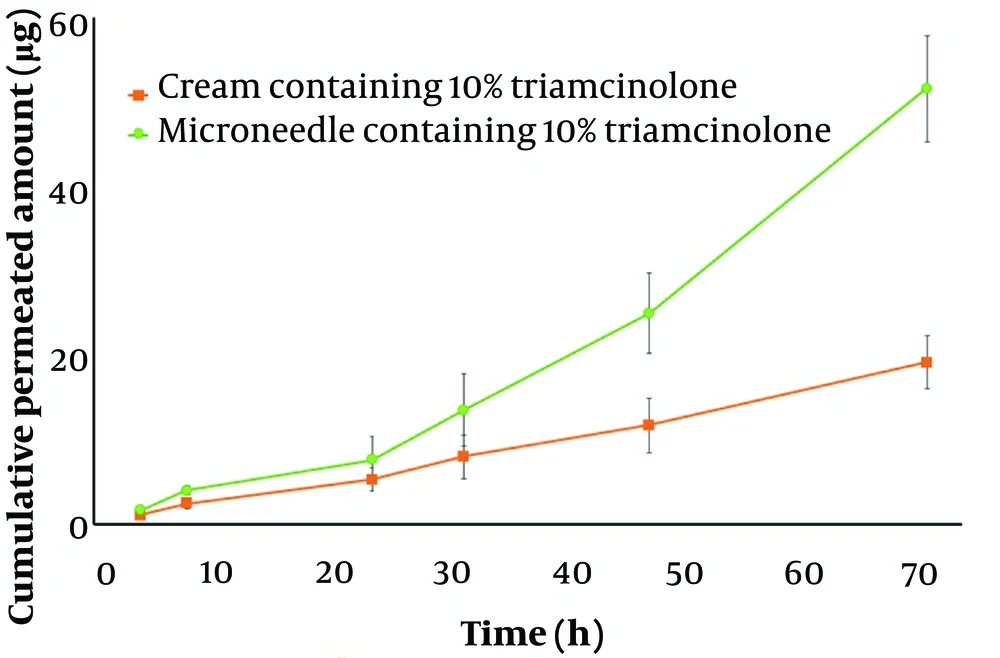 Cumulative permeated amount (µg)
60
40
20
0
Cream containing 10% triamcinolone
Microneedle containing 10% triamcinolone
0 10 20 30 40 50 60 70
Time (h)